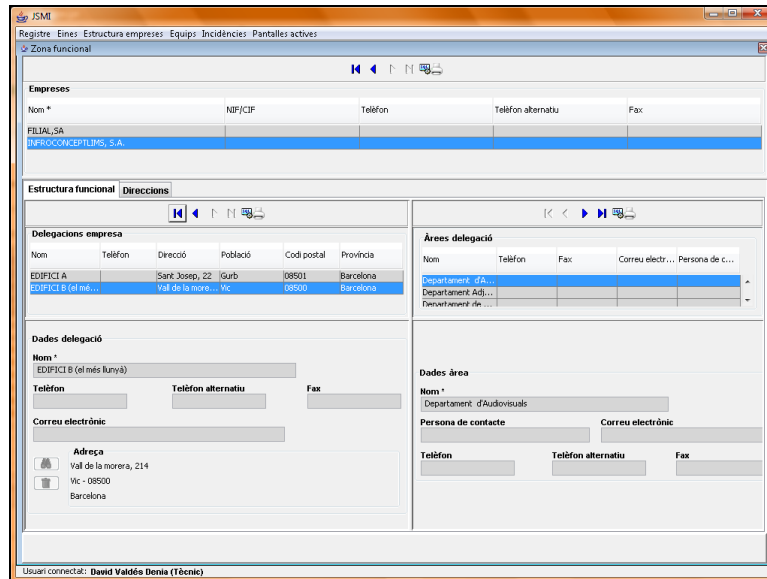 JSMI
Registre Eines Estructura empreses Equips Incidències Pantalles actives
Zona funcional
Empreses
Nom * NIF/CIF Telèfon Telèfon alternatiu Fax
FILIAL,SA
INFROCONCEPTLIMS, S.A.
Estructura funcional Direccions
Delegacions empresa
Nom Telèfon Direcció Població Codi postal Província
EDIFICI A Sant Josep, 22 Gurb 08501 Barcelona
EDIFICI B (el mé... Vall de la more... Vic 08500 Barcelona
Àrees delegació
Nom Telèfon Fax Correu electr... Persona de c...
Departament d'A...
Departament Adj...
Departament de ...
Dades delegació
Nom *
EDIFICI B (el més llunyà)
Telèfon Telèfon alternatiu Fax
Correu electrònic
Adreça
Vall de la morera, 214
Vic - 08500
Barcelona
Dades àrea
Nom *
Departament d'Audiovisuals
Persona de contacte Correu electrònic
Telèfon Telèfon alternatiu Fax
Usuari connectat: David Valdés Denia (Tècnic)